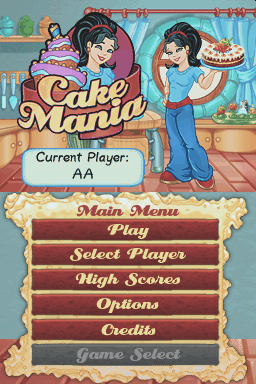 Cake
Mania
Current Player:
AA
Main Menu
Play
Select Player
High Scores
Options
Credits
Game Select